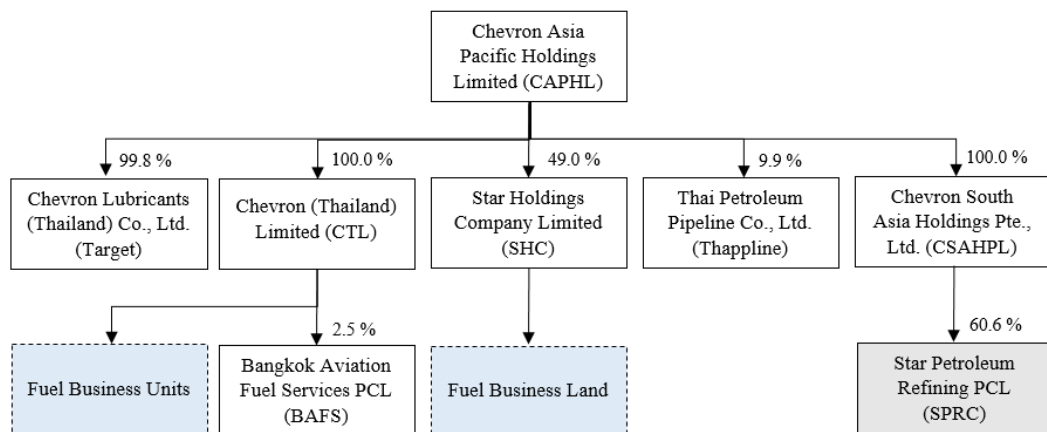 Chevron Asia
Pacific Holdings
Limited (CAPHL)
99.8 %
100.0 %
49.0 %
9.9 %
100.0 %
Chevron Lubricants
(Thailand) Co., Ltd.
(Target)
Chevron (Thailand)
Limited (CTL)
Star Holdings
Company Limited
(SHC)
Thai Petroleum
Pipeline Co., Ltd.
(Thappline)
Chevron South
Asia Holdings Pte.,
Ltd. (CSAHPL)
2.5 %
60.6 %
Fuel Business Units
Bangkok Aviation
Fuel Services PCL
(BAFS)
Fuel Business Land
Star Petroleum
Refining PCL
(SPRC)